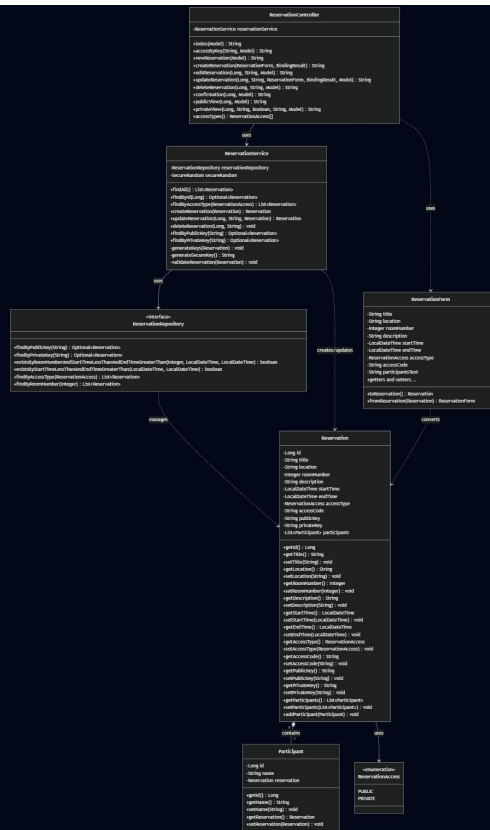 ReservationController
-ReservationService reservationService
+index(Model) : String
+accessByKey(String, Model) : String
+newReservation(Model) : String
+createReservation(ReservationForm, BindingResult, Model) : String
+editReservation(Long, String, Model) : String
+updateReservation(Long, String, ReservationForm, BindingResult, Model) : String
+deleteReservation(Long, String, Model) : String
+confirmation(Long, Model) : String
+publicView(Long, Model) : String
+privateView(Long, String, Boolean, String, Model) : String
+accessTypes() : ReservationAccess[]
uses
ReservationService
-ReservationRepository reservationRepository
-SecureRandom secureRandom
+findAll() : List<Reservation>
+findById(Long) : Optional<Reservation>
+findByAccessType(ReservationAccess) : List<Reservation>
+createReservation(Reservation) : Reservation
+updateReservation(Long, String, Reservation) : Reservation
+deleteReservation(Long, String) : void
+findByPublicKey(String) : Optional<Reservation>
+findByPrivateKey(String) : Optional<Reservation>
-generateKeys(Reservation) : void
-generateSecureKey() : String
-validateReservation(Reservation) : void
uses
uses
«interface»
ReservationRepository
+findByPublicKey(String) : Optional<Reservation>
+findByPrivateKey(String) : Optional<Reservation>
+existsByRoomNumberAndStartTimeLessThanAndEndTimeGreaterThan(Integer, LocalDateTime, LocalDateTime) : boolean
+existsByStartTimeLessThanAndEndTimeGreaterThan(LocalDateTime, LocalDateTime) : boolean
+findByAccessType(ReservationAccess) : List<Reservation>
+findByRoomNumber(Integer) : List<Reservation>
creates/updates
ReservationForm
-String title
-String location
-Integer roomNumber
-String description
-LocalDateTime startTime
-LocalDateTime endTime
-ReservationAccess accessType
-String accessCode
-String participantsText
+getters and setters...
+toReservation() : Reservation
+fromReservation(Reservation) : ReservationForm
manages
converts
Reservation
-Long id
-String title
-String location
-Integer roomNumber
-String description
-LocalDateTime startTime
-LocalDateTime endTime
-ReservationAccess accessType
-String accessCode
-String publicKey
-String privateKey
-List<Participant> participants
+getId() : Long
+getTitle() : String
+setTitle(String) : void
+getLocation() : String
+setLocation(String) : void
+getRoomNumber() : Integer
+setRoomNumber(Integer) : void
+getDescription() : String
+setDescription(String) : void
+getStartTime() : LocalDateTime
+setStartTime(LocalDateTime) : void
+getEndTime() : LocalDateTime
+setEndTime(LocalDateTime) : void
+getAccessType() : ReservationAccess
+setAccessType(ReservationAccess) : void
+getAccessCode() : String
+setAccessCode(String) : void
+getPublicKey() : String
+setPublicKey(String) : void
+getPrivateKey() : String
+setPrivateKey(String) : void
+getParticipants() : List<Participant>
+setParticipants(List<Participant>) : void
+addParticipant(Participant) : void
contains
uses
Participant
-Long id
-String name
-Reservation reservation
+getId() : Long
+getName() : String
+setName(String) : void
+getReservation() : Reservation
+setReservation(Reservation) : void
«enumeration»
ReservationAccess
PUBLIC
PRIVATE